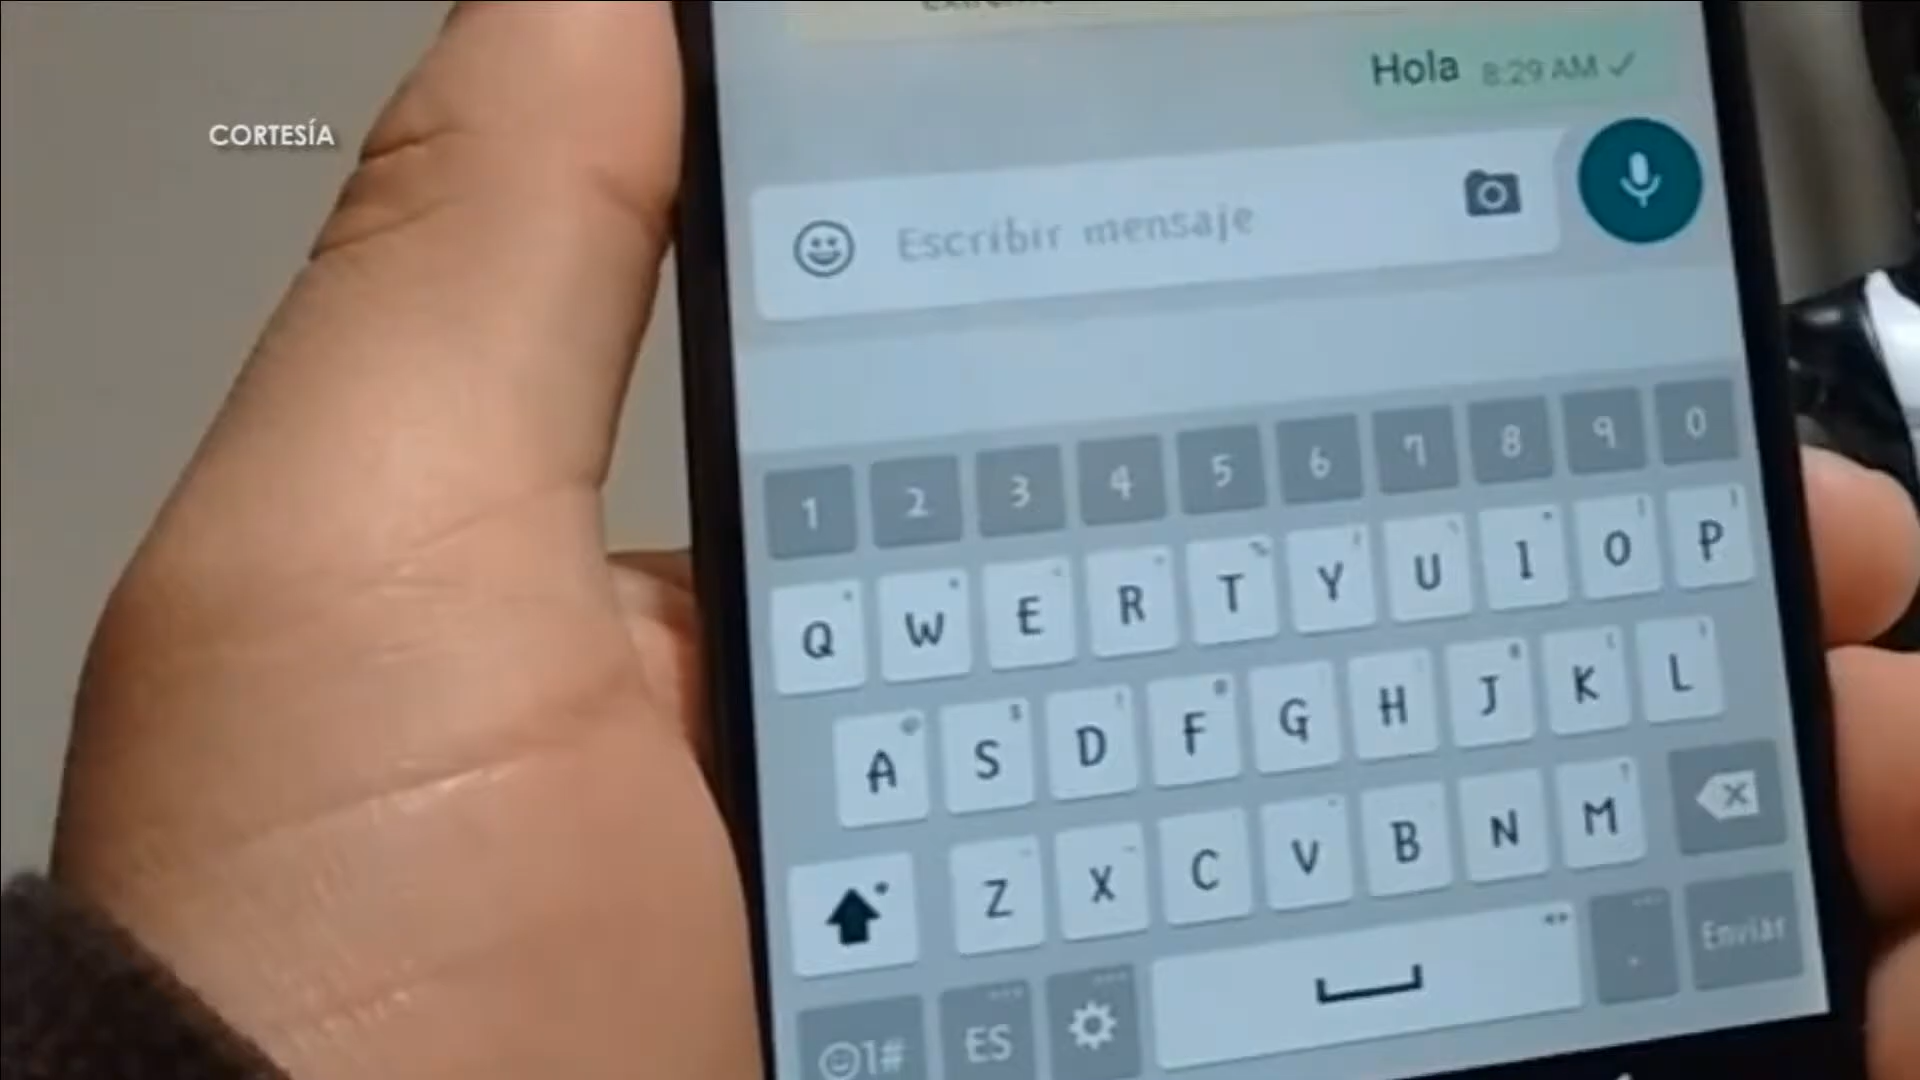 Hola 8:29 AM
CORTESÍA
Escribir mensaje
1 2 3 4 5 6 7 8 9 0
Q W E R T Y U I O P
A S D F G H J K L
Z X C V B N M
. Enviar
1# ES